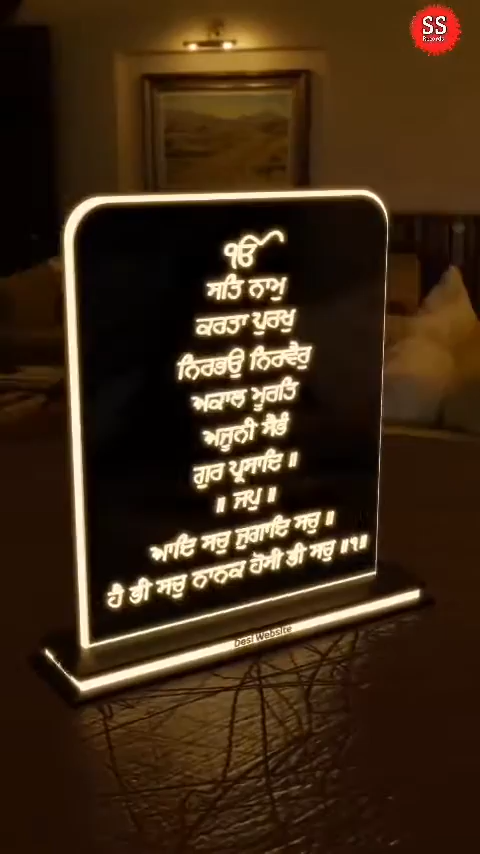 SS
Records
ੴ
ਸਤਿ ਨਾਮੁ
ਕਰਤਾ ਪੁਰਖੁ
ਨਿਰਭਉ ਨਿਰਵੈਰੁ
ਅਕਾਲ ਮੂਰਤਿ
ਅਜੂਨੀ ਸੈਭੰ
ਗੁਰ ਪ੍ਰਸਾਦਿ ॥
॥ ਜਪੁ ॥
ਆਦਿ ਸਚੁ ਜੁਗਾਦਿ ਸਚੁ ॥
ਹੈ ਭੀ ਸਚੁ ਨਾਨਕ ਹੋਸੀ ਭੀ ਸਚੁ ॥੧॥
Desi Website